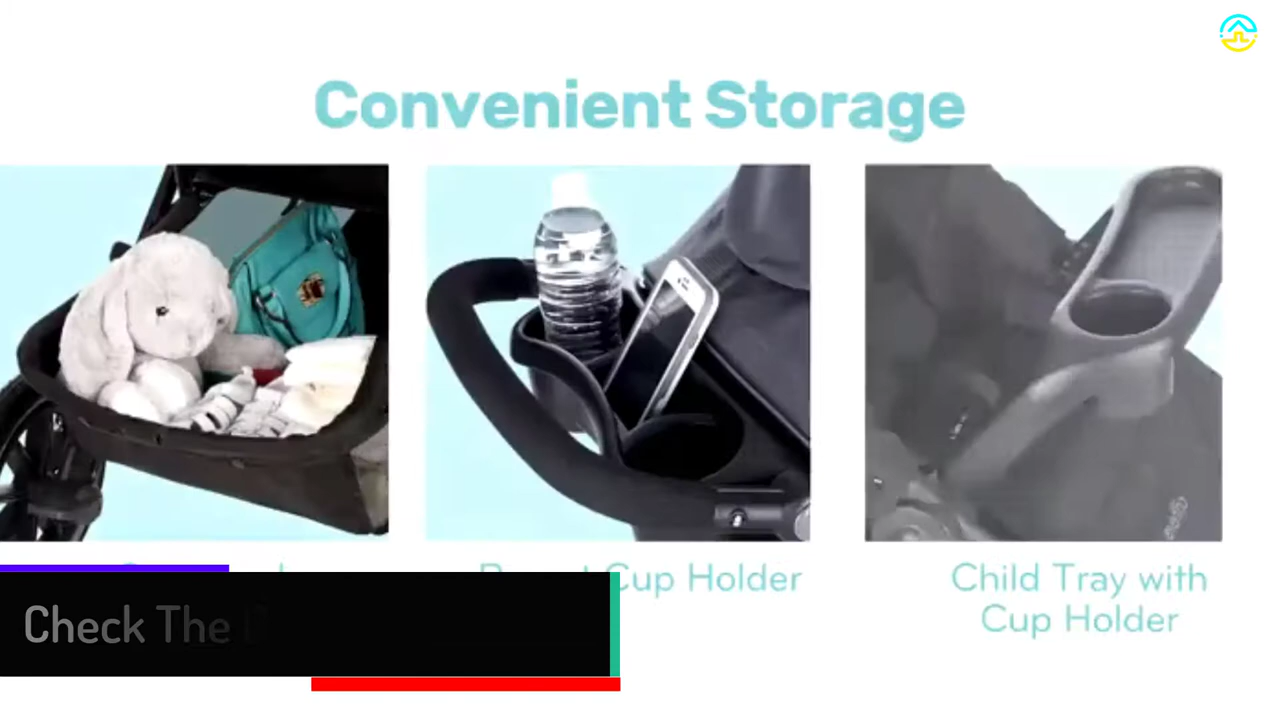 Convenient Storage
Cup Holder
Child Tray with
Cup Holder
Check The